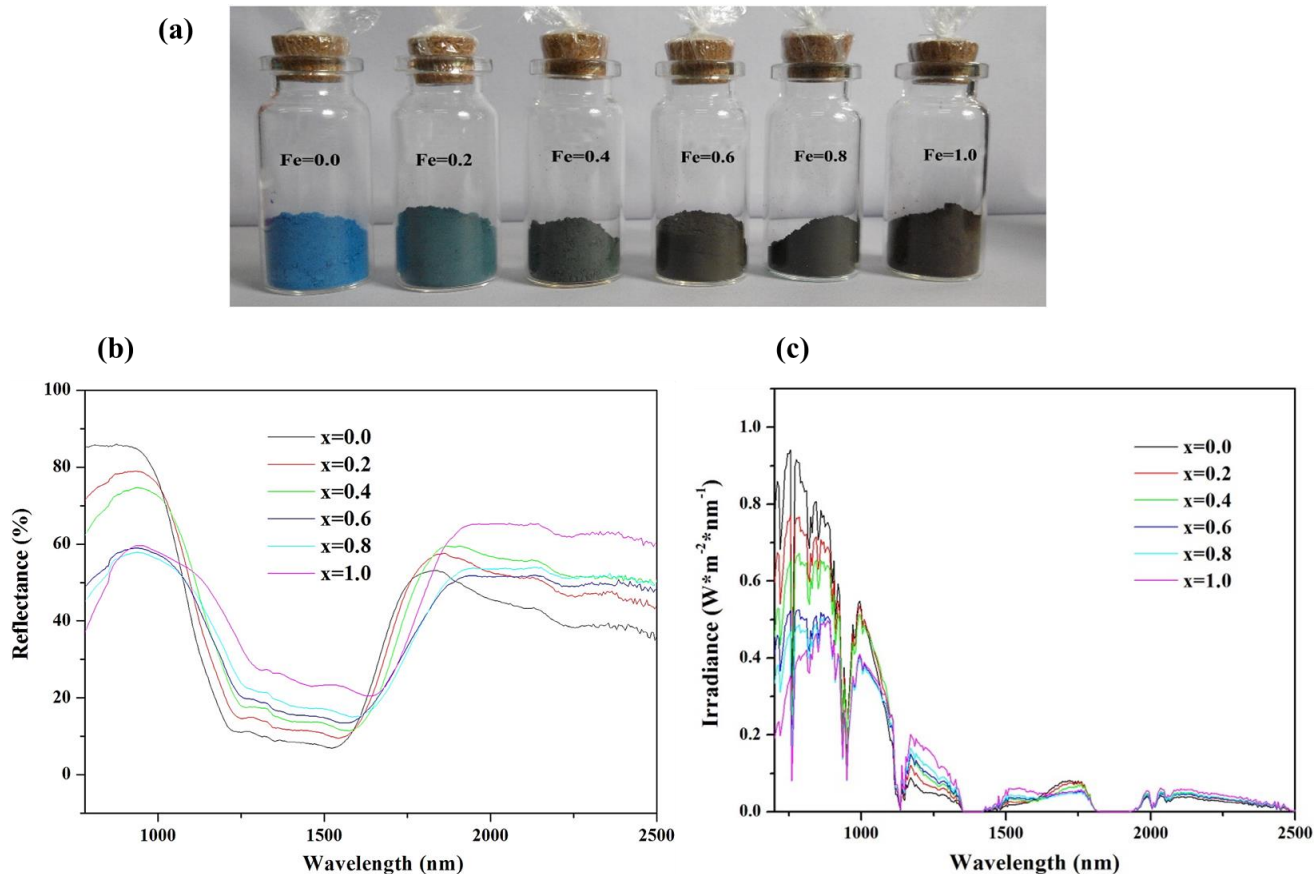 (a)
Fe=0.0
Fe=0.2
Fe=0.4
Fe=0.6
Fe=0.8
Fe=1.0
(b)
100
80
60
40
20
0
Reflectance (%)
x=0.0
x=0.2
x=0.4
x=0.6
x=0.8
x=1.0
1000
1500
2000
2500
Wavelength (nm)
(c)
1.0
0.8
0.6
0.4
0.2
0.0
Irradiance (W*m⁻²*nm⁻¹)
x=0.0
x=0.2
x=0.4
x=0.6
x=0.8
x=1.0
1000
1500
2000
2500
Wavelength (nm)